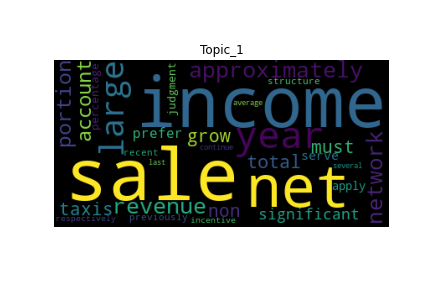 Topic_1
portion
account
percentage
large
income
judgment
approximately
structure
average
prefer
grow
year
continue
must
network
recent
last
sale
net
total
serve
several
apply
taxis
revenue
non
significant
respectively
previously
incentive